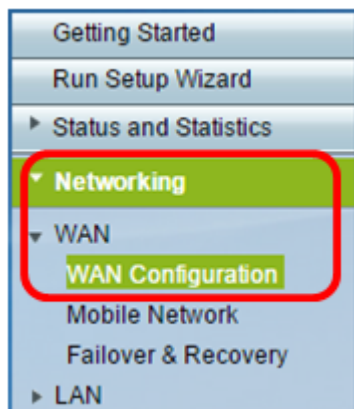 Getting Started
Run Setup Wizard
Status and Statistics
Networking
WAN
WAN Configuration
Mobile Network
Failover & Recovery
LAN